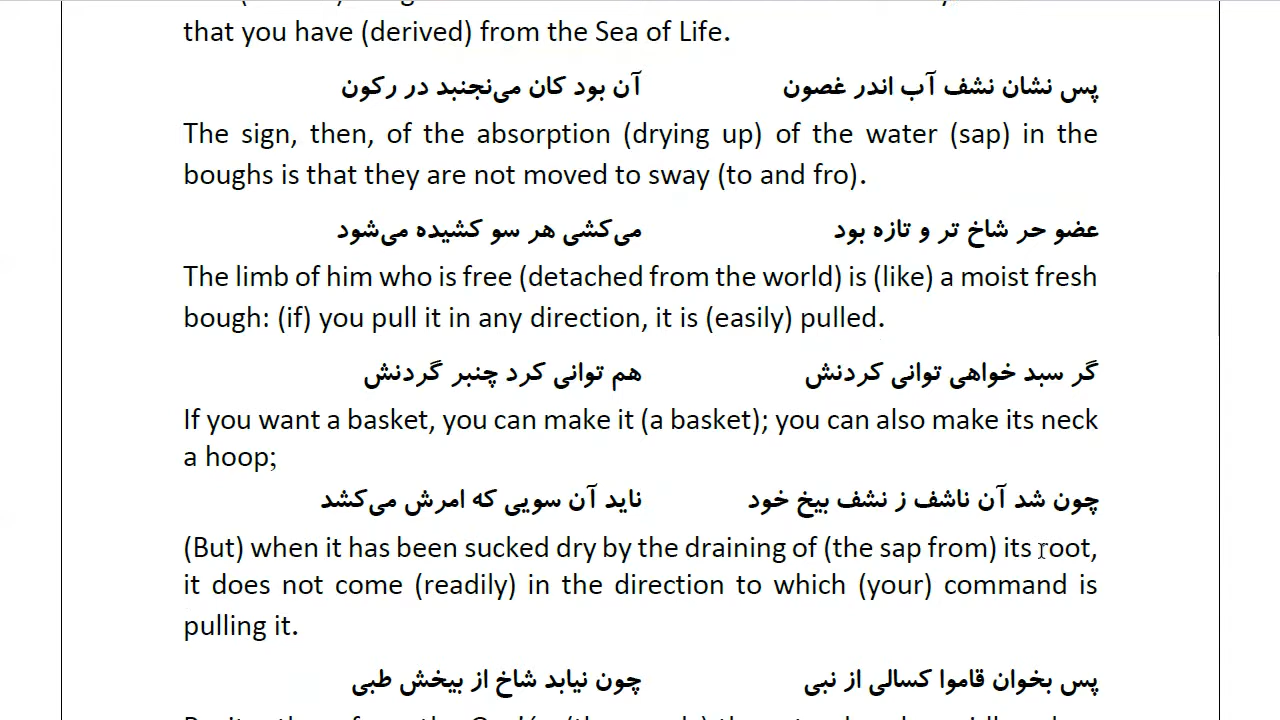 that you have (derived) from the Sea of Life.
پس نشان نشف آب اندر غصون آن بود کان می‌نجنبد در رکون
The sign, then, of the absorption (drying up) of the water (sap) in the
boughs is that they are not moved to sway (to and fro).
عضو حر شاخ تر و تازه بود می‌کشی هر سو کشیده می‌شود
The limb of him who is free (detached from the world) is (like) a moist fresh
bough: (if) you pull it in any direction, it is (easily) pulled.
گر سبد خواهی توانی کردنش هم توانی کرد چنبر گردنش
If you want a basket, you can make it (a basket); you can also make its neck
a hoop;
چون شد آن ناشف ز نشف بیخ خود ناید آن سویی که امرش می‌کشد
(But) when it has been sucked dry by the draining of (the sap from) its root,
it does not come (readily) in the direction to which (your) command is
pulling it.
پس بخوان قاموا کسالی از نبی چون نیابد شاخ از بیخش طبی